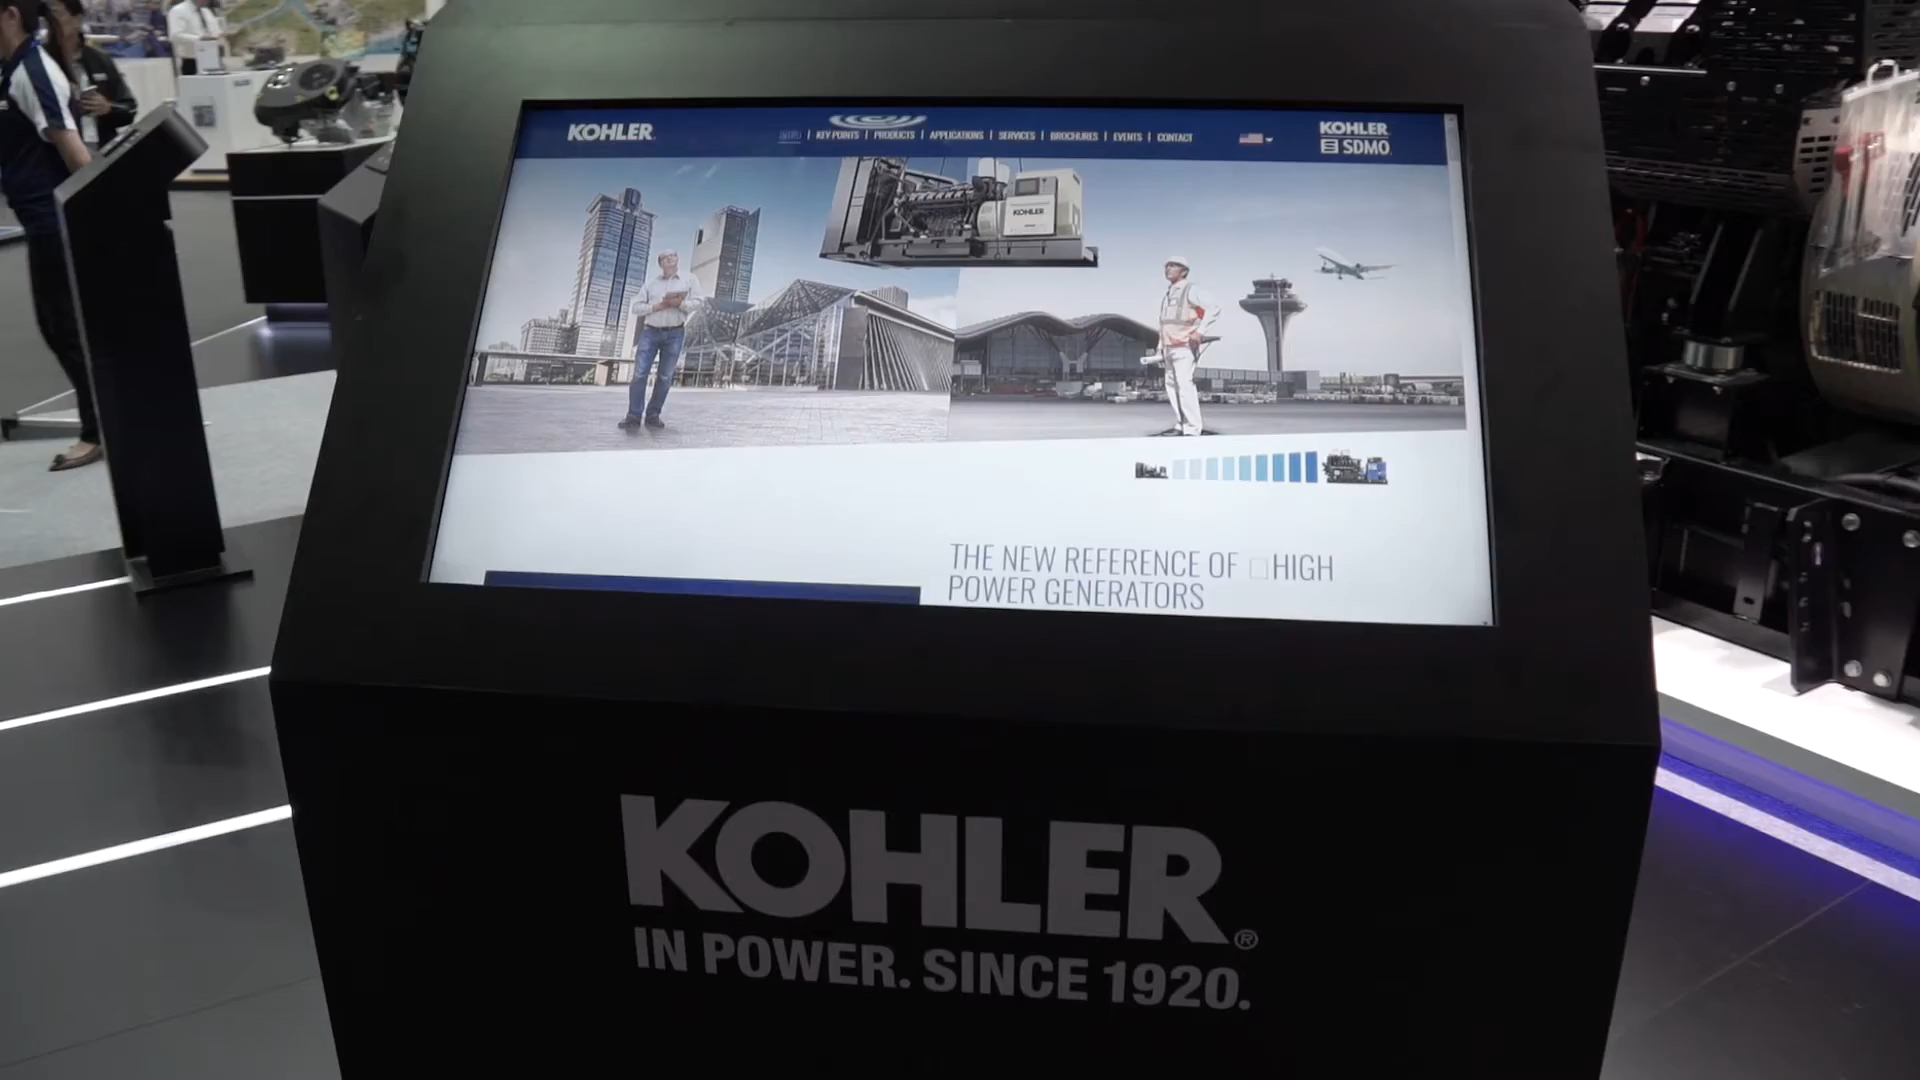 KOHLER
KEY POINTS | PRODUCTS | APPLICATIONS | SERVICES | BROCHURES | EVENTS | CONTACT
KOHLER
SDMO
KOHLER
THE NEW REFERENCE OF □HIGH
POWER GENERATORS
KOHLER®
IN POWER. SINCE 1920.